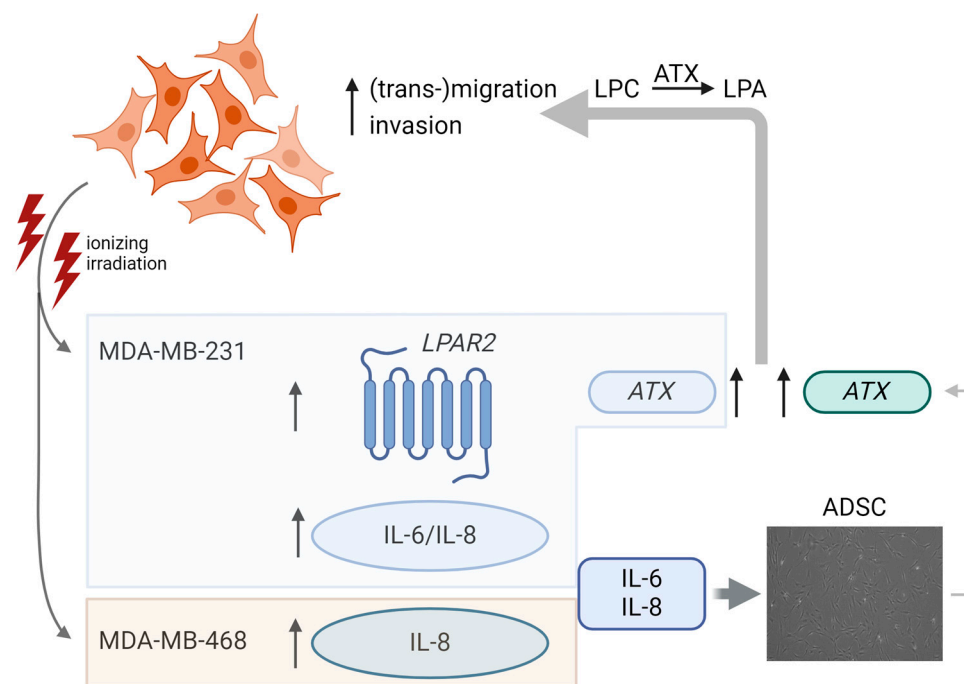 (trans-)migration
invasion
LPC
ATX
LPA
ionizing
irradiation
MDA-MB-231
LPAR2
ATX
ATX
IL-6/IL-8
ADSC
IL-6
IL-8
MDA-MB-468
IL-8